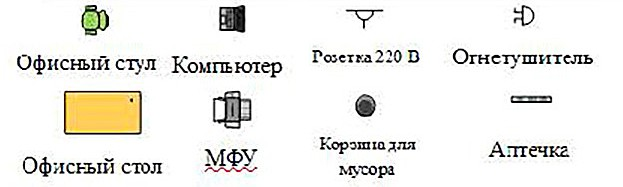 Офисный стул Компьютер Розетка 220 В Огнетушитель
Офисный стол МФУ Корзина для Аптечка
мусора